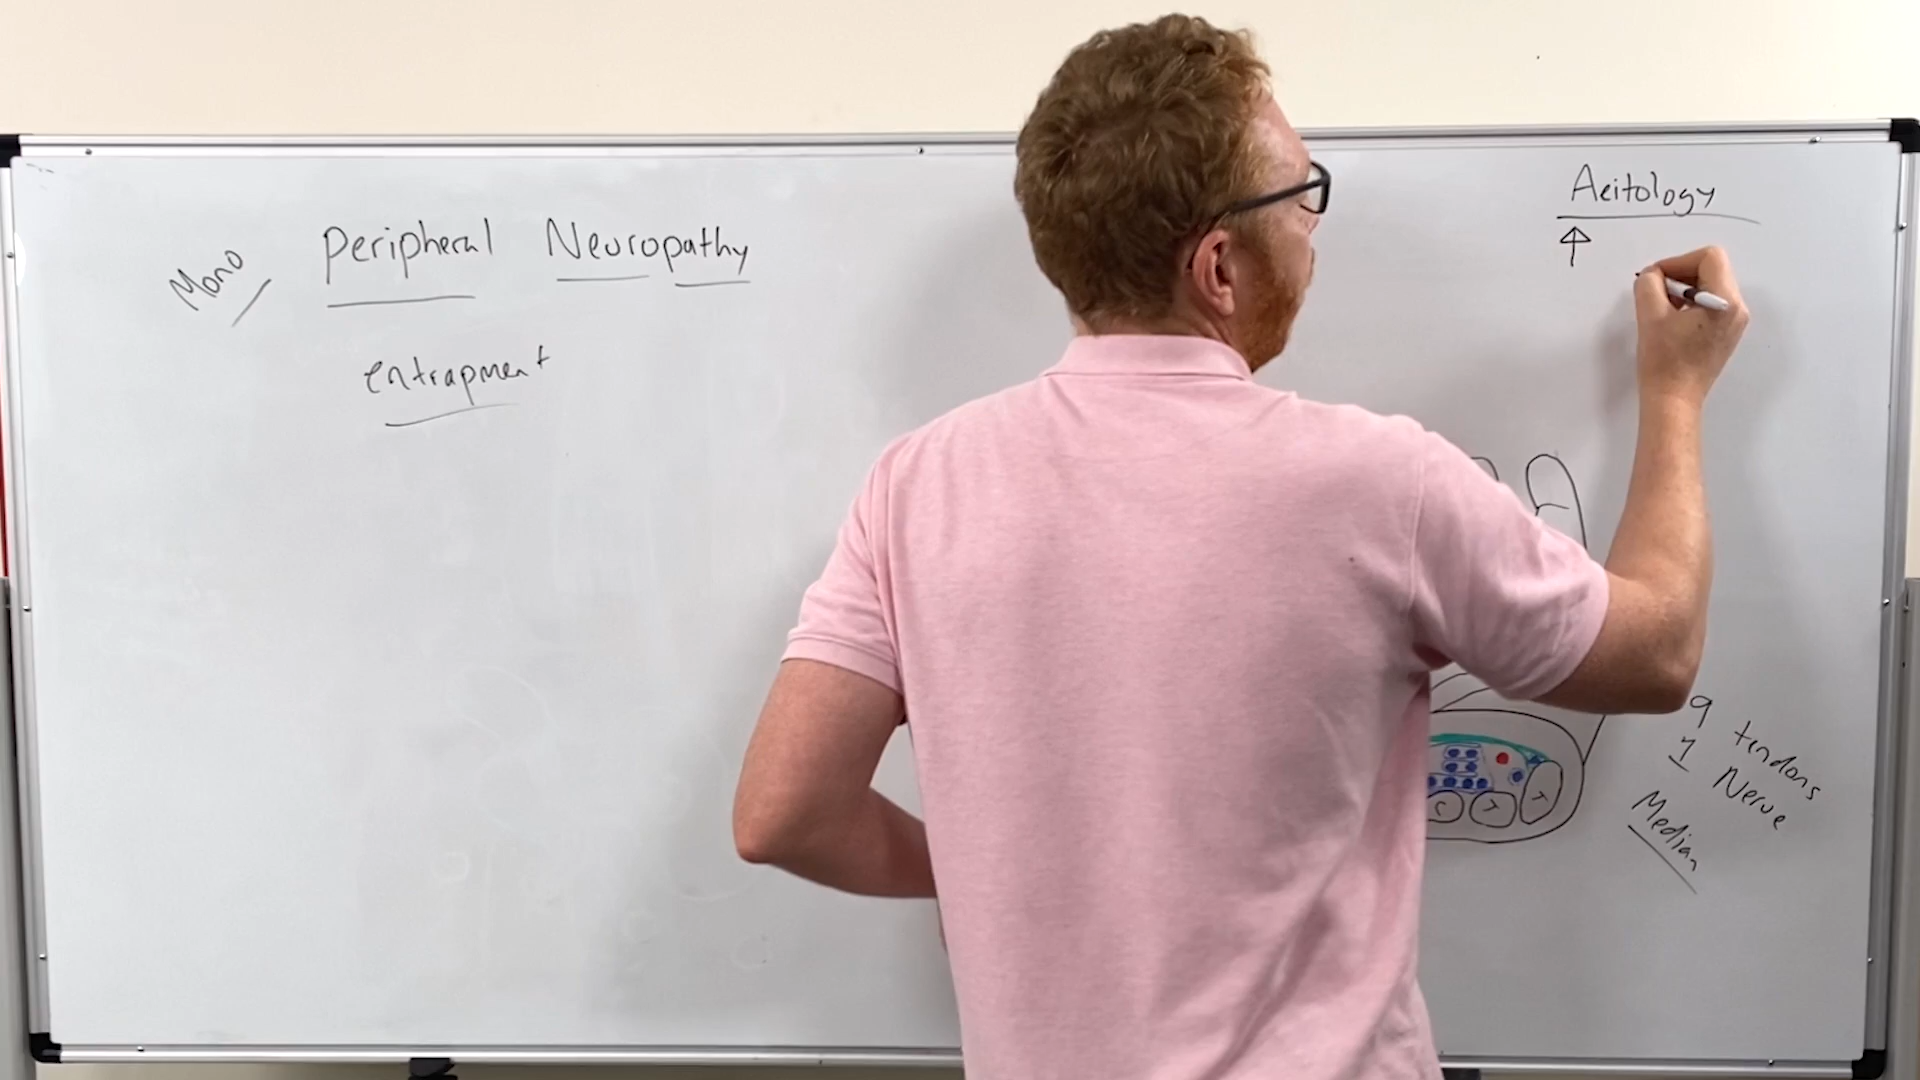 Mono Peripheral Neuropathy
entrapment
Aeitology
↑
9 tendons
1 Nerve
Median
C T T